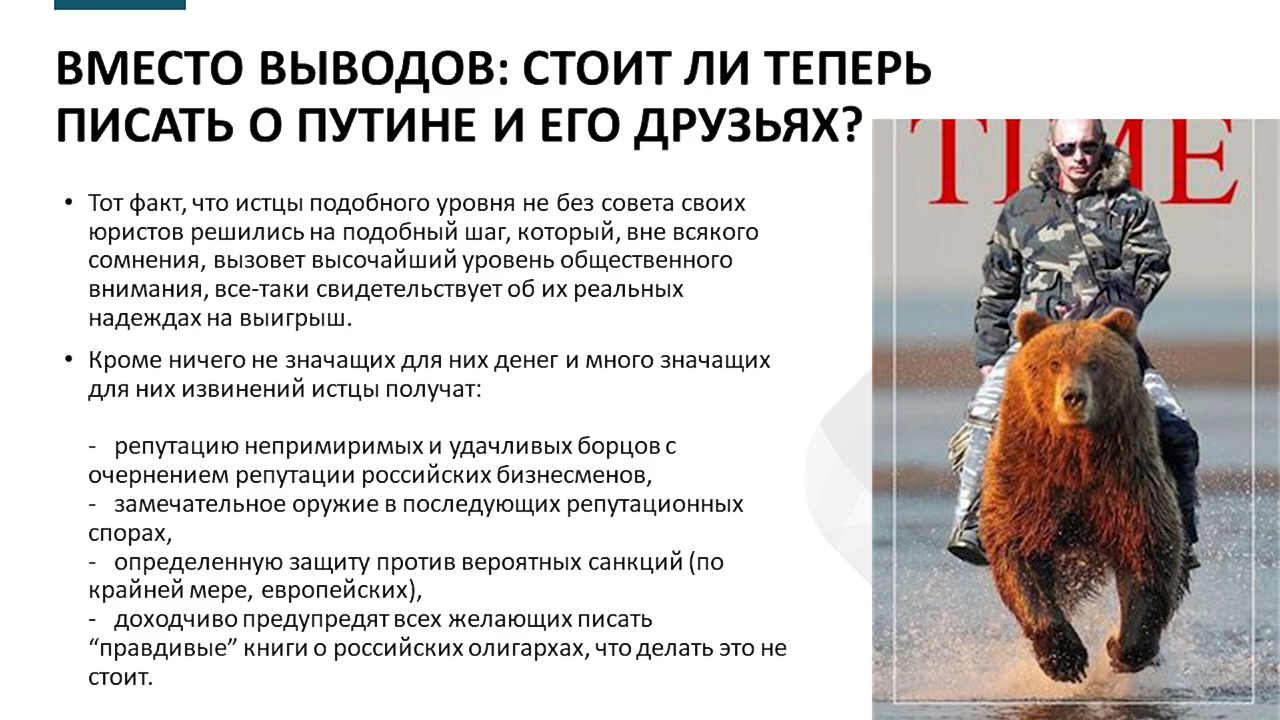 ВМЕСТО ВЫВОДОВ: СТОИТ ЛИ ТЕПЕРЬ
ПИСАТЬ О ПУТИНЕ И ЕГО ДРУЗЬЯХ?
TIME
• Тот факт, что истцы подобного уровня не без совета своих
юристов решились на подобный шаг, который, вне всякого
сомнения, вызовет высочайший уровень общественного
внимания, все-таки свидетельствует об их реальных
надеждах на выигрыш.
• Кроме ничего не значащих для них денег и много значащих
для них извинений истцы получат:
- репутацию непримиримых и удачливых борцов с
очернением репутации российских бизнесменов,
- замечательное оружие в последующих репутационных
спорах,
- определенную защиту против вероятных санкций (по
крайней мере, европейских),
- доходчиво предупредят всех желающих писать
“правдивые” книги о российских олигархах, что делать это не
стоит.